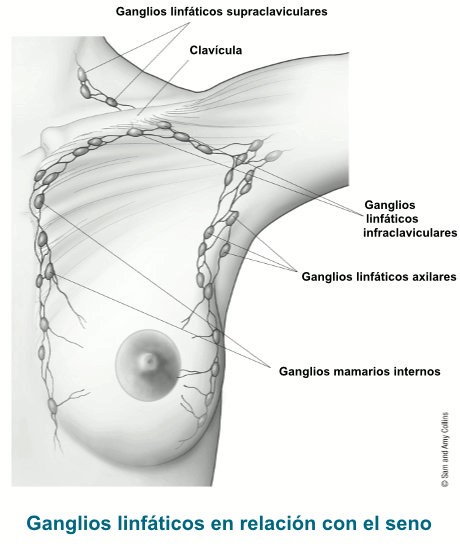 Ganglios linfáticos supraclaviculares
Clavícula
Ganglios
linfáticos
infraclaviculares
Ganglios linfáticos axilares
Ganglios mamarios internos
© Sam and Amy Collins
Ganglios linfáticos en relación con el seno